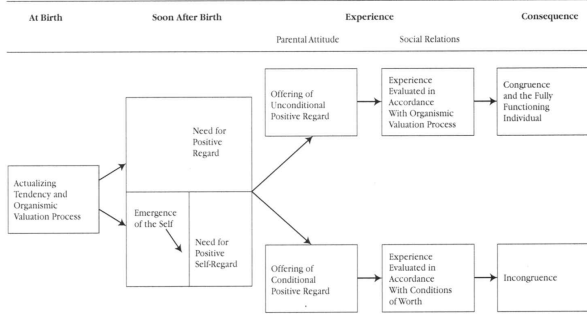 At Birth
Soon After Birth
Experience
Consequence
Parental Attitude
Social Relations
Actualizing
Tendency and
Organismic
Valuation Process
Need for
Positive
Regard
Emergence
of the Self
Need for
Positive
Self-Regard
Offering of
Unconditional
Positive Regard
Experience
Evaluated in
Accordance
With Organismic
Valuation Process
Congruence
and the Fully
Functioning
Individual
Offering of
Conditional
Positive Regard
Experience
Evaluated in
Accordance
With Conditions
of Worth
Incongruence